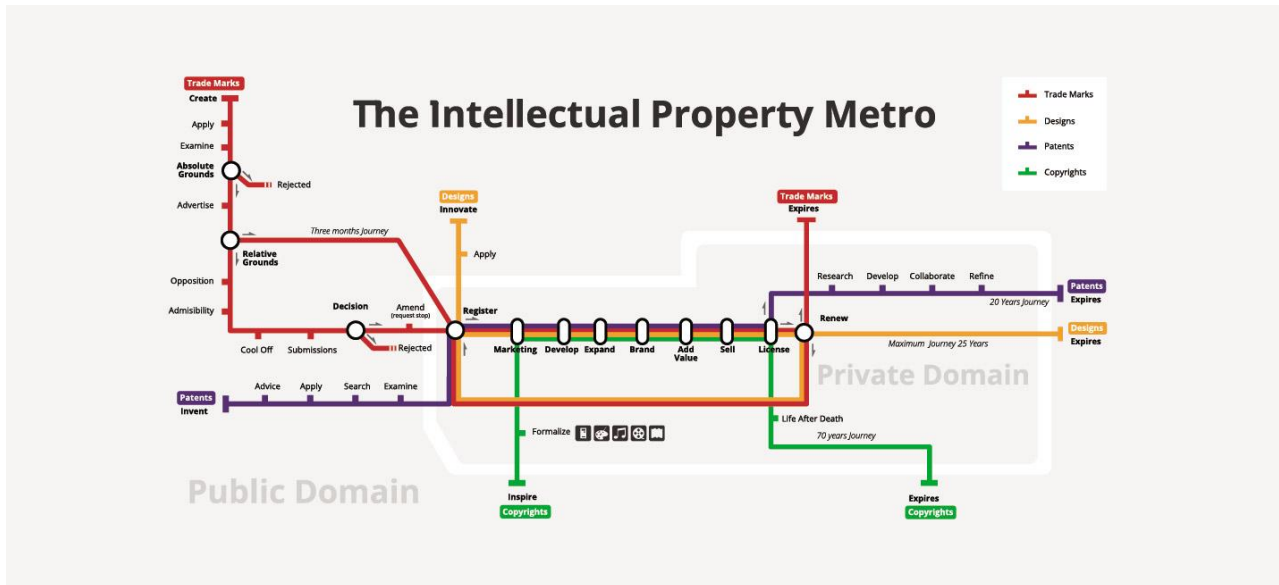 The Intellectual Property Metro
Trade Marks
Create
Apply
Examine
Absolute
Grounds
Rejected
Advertise
Three months Journey
Relative
Grounds
Opposition
Admisibility
Cool Off
Submissions
Decision
Amend
(request stop)
Rejected
Patents
Invent
Advice
Apply
Search
Examine
Designs
Innovate
Apply
Register
Marketing
Develop
Expand
Brand
Add
Value
Sell
License
Renew
Trade Marks
Expires
Research
Develop
Collaborate
Refine
20 Years Journey
Patents
Expires
Maximum Journey 25 Years
Designs
Expires
Private Domain
Formalize
Inspire
Copyrights
Life After Death
70 years Journey
Expires
Copyrights
Public Domain
Trade Marks
Designs
Patents
Copyrights